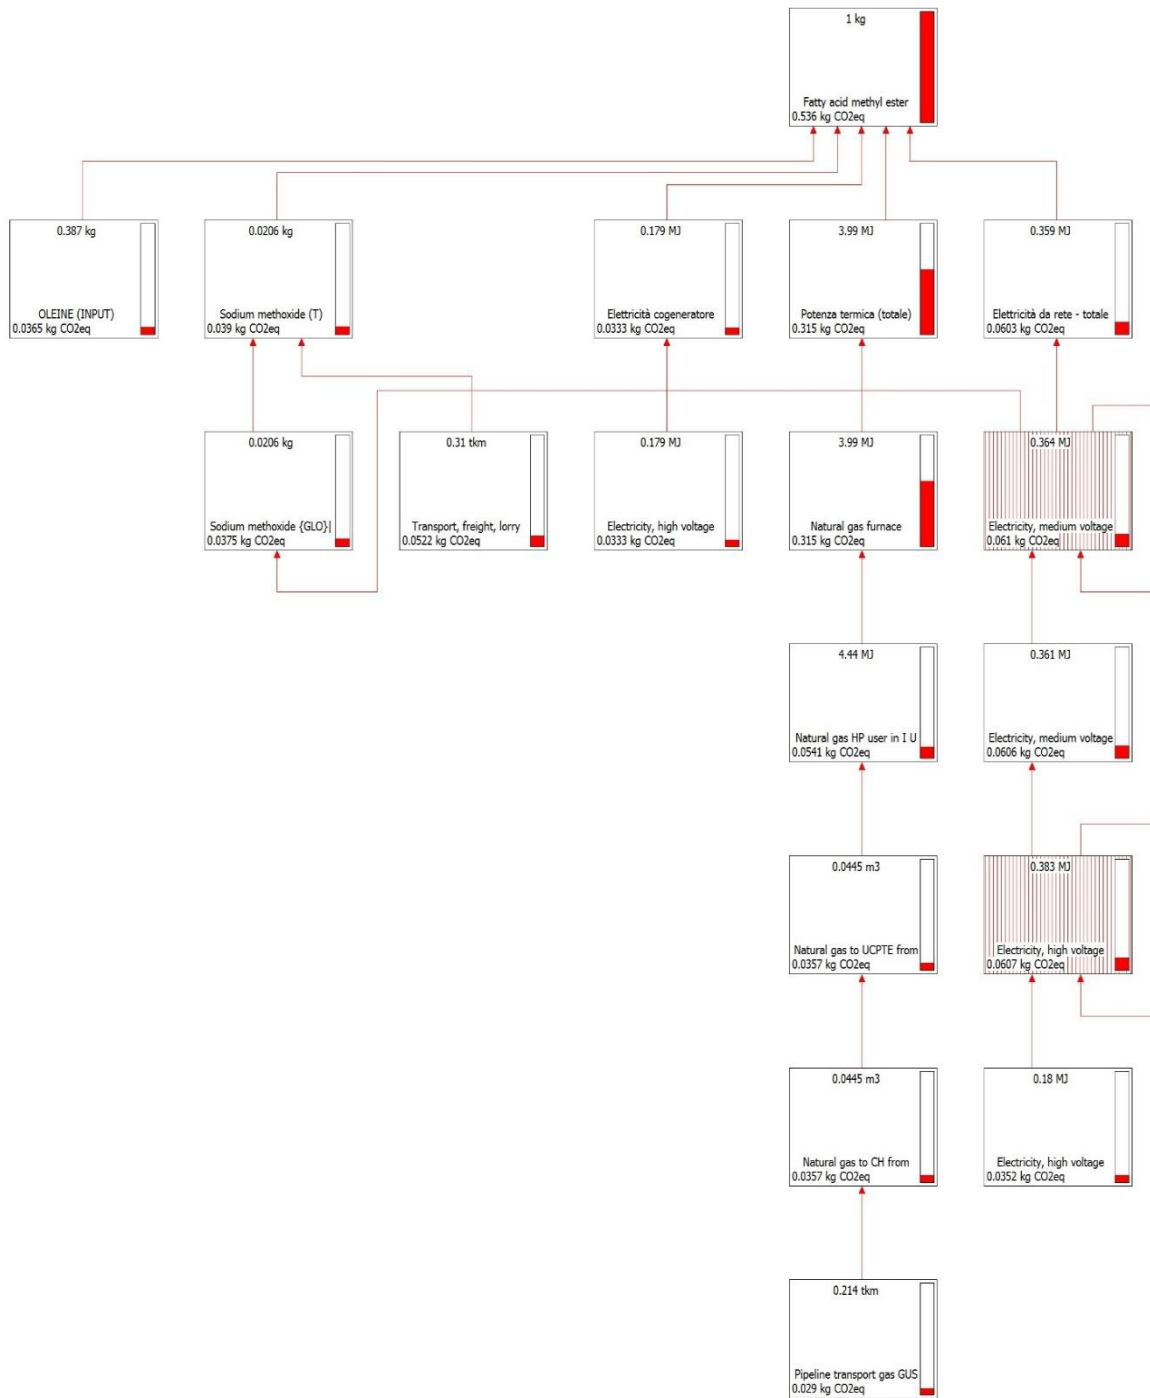 1 kg
Fatty acid methyl ester
0.536 kg CO2eq
0.387 kg
OLEINE (INPUT)
0.0365 kg CO2eq
0.0206 kg
Sodium methoxide (T)
0.039 kg CO2eq
0.179 MJ
Elettricità cogeneratore
0.0333 kg CO2eq
3.99 MJ
Potenza termica (totale)
0.315 kg CO2eq
0.359 MJ
Elettricità da rete - totale
0.0603 kg CO2eq
0.0206 kg
Sodium methoxide {GLO}|
0.0375 kg CO2eq
0.31 tkm
Transport, freight, lorry
0.0522 kg CO2eq
0.179 MJ
Electricity, high voltage
0.0333 kg CO2eq
3.99 MJ
Natural gas furnace
0.315 kg CO2eq
0.364 MJ
Electricity, medium voltage
0.061 kg CO2eq
4.44 MJ
Natural gas HP user in I U
0.0541 kg CO2eq
0.361 MJ
Electricity, medium voltage
0.0606 kg CO2eq
0.0445 m3
Natural gas to UCPTE from
0.0357 kg CO2eq
0.383 MJ
Electricity, high voltage
0.0607 kg CO2eq
0.0445 m3
Natural gas to CH from
0.0357 kg CO2eq
0.18 MJ
Electricity, high voltage
0.0352 kg CO2eq
0.214 tkm
Pipeline transport gas GUS
0.029 kg CO2eq